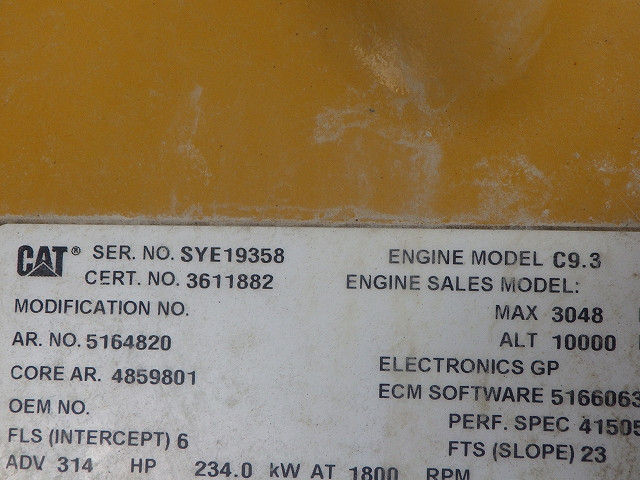 CAT® SER. NO. SYE19358 ENGINE MODEL C9.3
CERT. NO. 3611882 ENGINE SALES MODEL:
MODIFICATION NO. MAX 3048
AR. NO. 5164820 ALT 10000
CORE AR. 4859801 ELECTRONICS GP
ECM SOFTWARE 5166063
OEM NO. PERF. SPEC 41505
FLS (INTERCEPT) 6 FTS (SLOPE) 23
ADV 314 HP 234.0 kW AT 1800 RPM